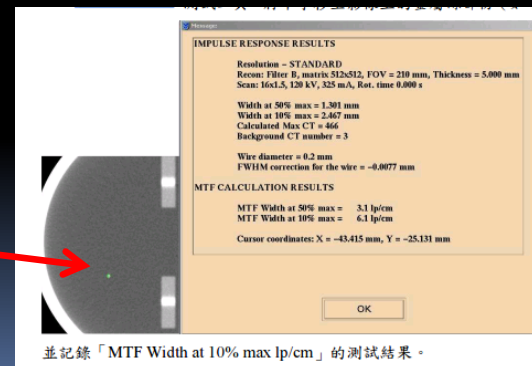 Message:
IMPULSE RESPONSE RESULTS
Resolution - STANDARD
Recon: Filter B, matrix 512x512, FOV = 210 mm, Thickness = 5.000 mm
Scan: 16x1.5, 120 kV, 325 mA, Rot. time 0.000 s
Width at 50% max = 1.301 mm
Width at 10% max = 2.467 mm
Calculated Max CT = 466
Background CT number = 3
Wire diameter = 0.2 mm
FWHM correction for the wire = -0.0077 mm
MTF CALCULATION RESULTS
MTF Width at 50% max = 3.1 lp/cm
MTF Width at 10% max = 6.1 lp/cm
Cursor coordinates: X = -43.415 mm, Y = -25.131 mm
OK
並記錄「MTF Width at 10% max lp/cm」的測試結果。